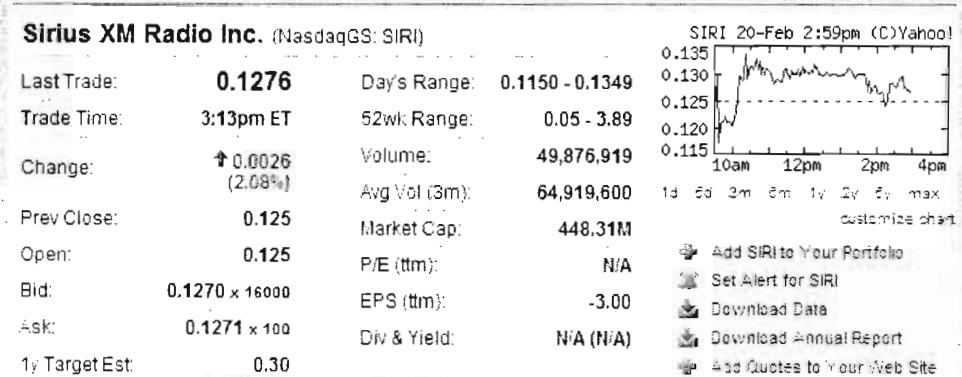 Sirius XM Radio Inc. (NasdaqGS: SIRI)
Last Trade: 0.1276
Trade Time: 3:13pm ET
Change: 0.0026
(2.08%)
Prev Close: 0.125
Open: 0.125
Bid: 0.1270 x 16000
Ask: 0.1271 x 100
1y Target Est: 0.30
Day's Range: 0.1150 - 0.1349
52wk Range: 0.05 - 3.89
Volume: 49,876,919
Avg Vol (3m): 64,919,600
Market Cap: 448.31M
P/E (ttm): N/A
EPS (ttm): -3.00
Div & Yield: N/A (N/A)
SIRI 20-Feb 2:59pm (C)Yahoo!
0.135
0.130
0.125
0.120
0.115
10am 12pm 2pm 4pm
1d 5d 3m 6m 1y 2y 5y max
customize chart
Add SIRI to Your Portfolio
Set Alert for SIRI
Download Data
Download Annual Report
Add Quotes to Your Web Site